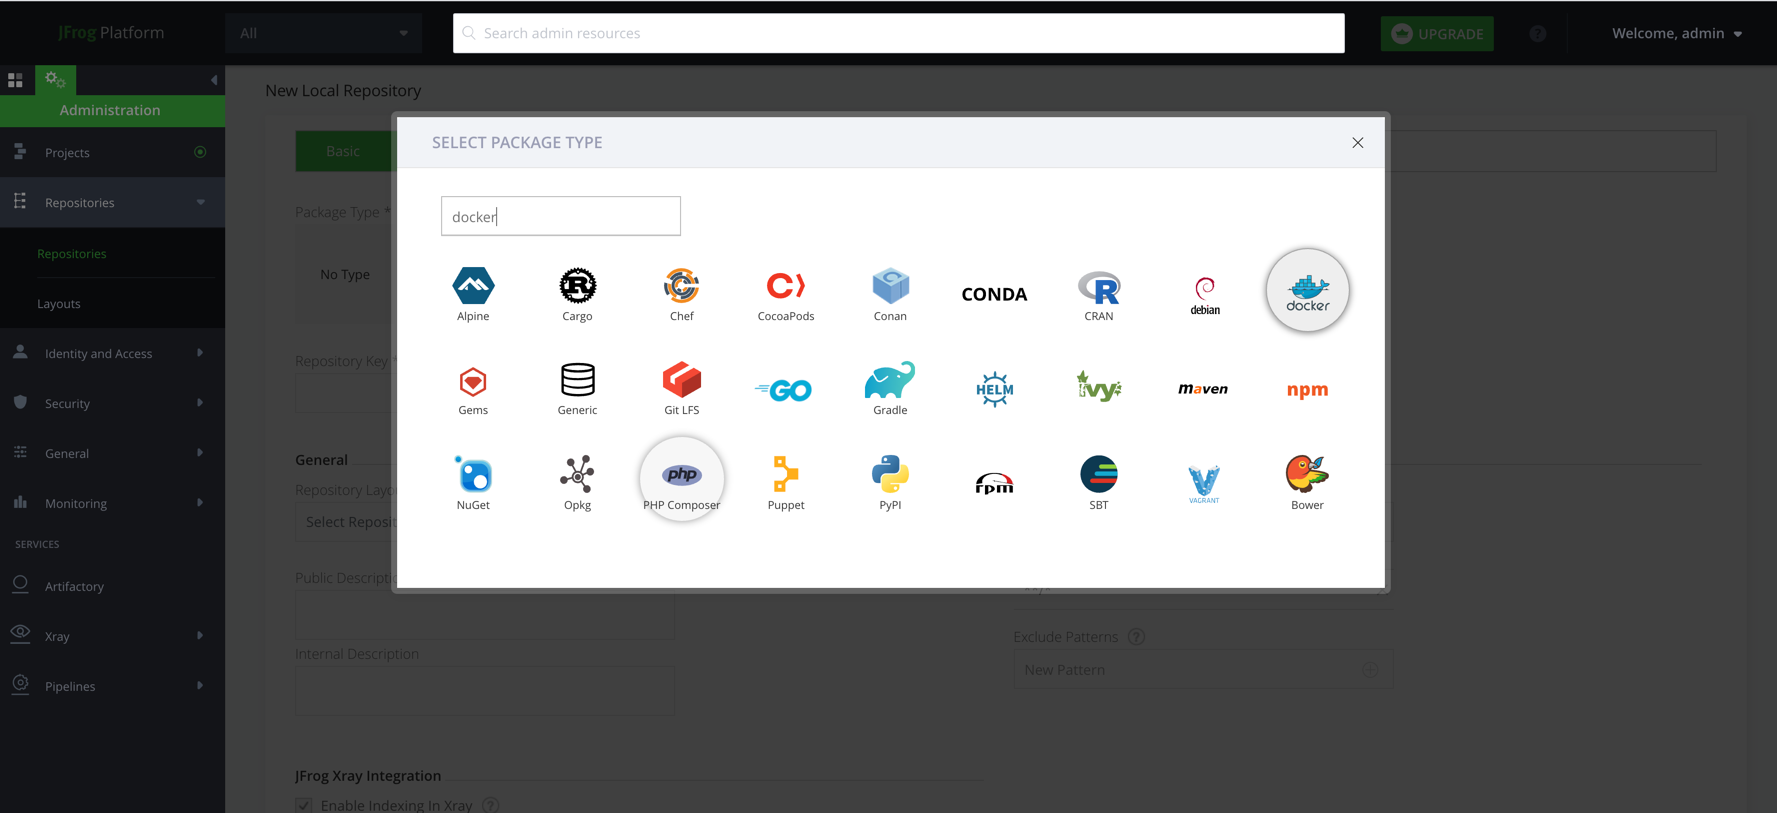 JFrog Platform
All
Search admin resources
UPGRADE
?
Welcome, admin
Administration
Projects
Repositories
Repositories
Layouts
Identity and Access
Security
General
Monitoring
SERVICES
Artifactory
Xray
Pipelines
New Local Repository
Basic
Package Type *
No Type
Repository Key *
General
Repository Layou
Select Reposit
Public Descriptio
Internal Description
Exclude Patterns ?
New Pattern
JFrog Xray Integration
Enable Indexing In Xray ?
SELECT PACKAGE TYPE
docker
Alpine
R
Cargo
Chef
CocoaPods
Conan
CONDA
R
CRAN
debian
docker
Gems
Generic
Git LFS
GO
Gradle
HELM
ivy
maven
npm
NuGet
Opkg
php
PHP Composer
Puppet
PyPI
rpm
SBT
VAGRANT
Bower